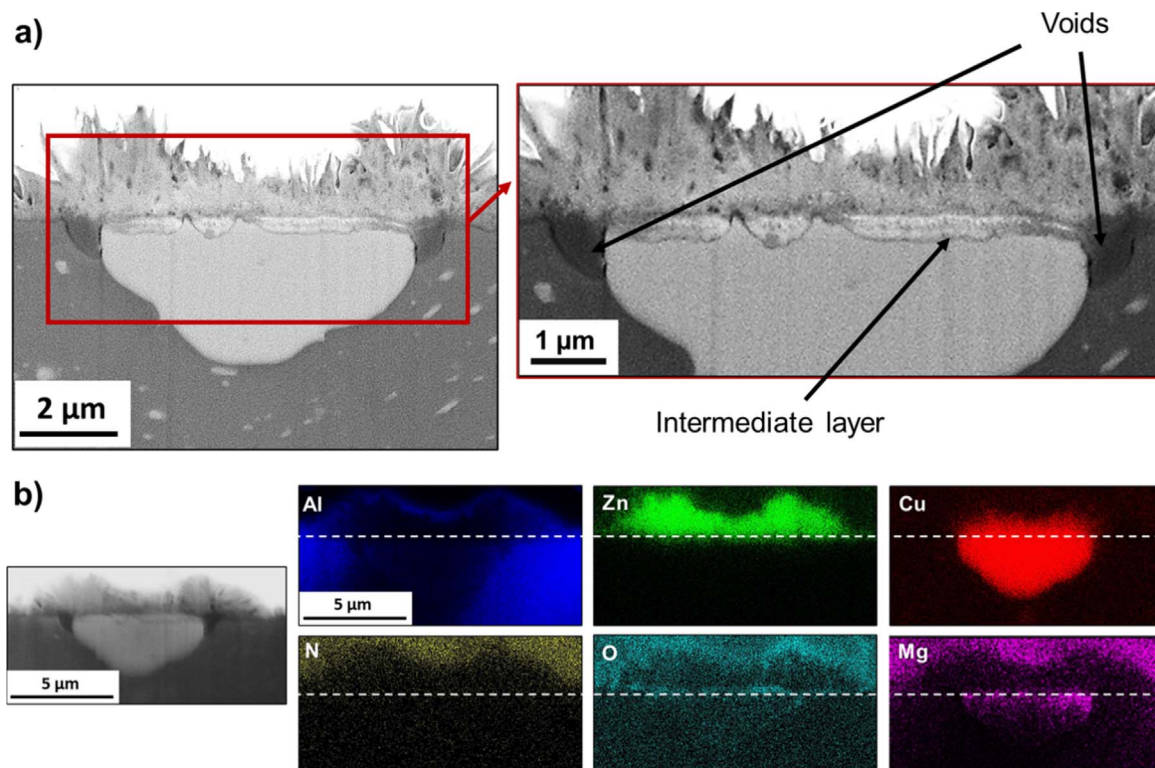 a)
Voids
2 µm
1 µm
Intermediate layer
b)
Al
Zn
Cu
5 µm
5 µm
N
O
Mg